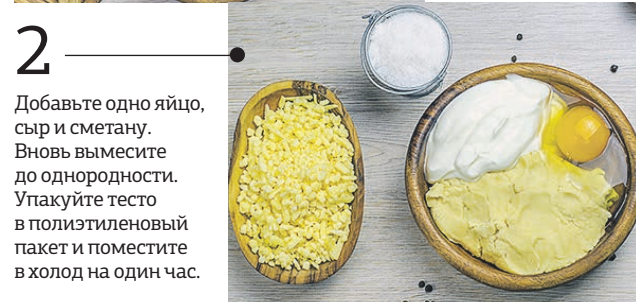 2
Добавьте одно яйцо,
сыр и сметану.
Вновь вымесите
до однородности.
Упакуйте тесто
в полиэтиленовый
пакет и поместите
в холод на один час.